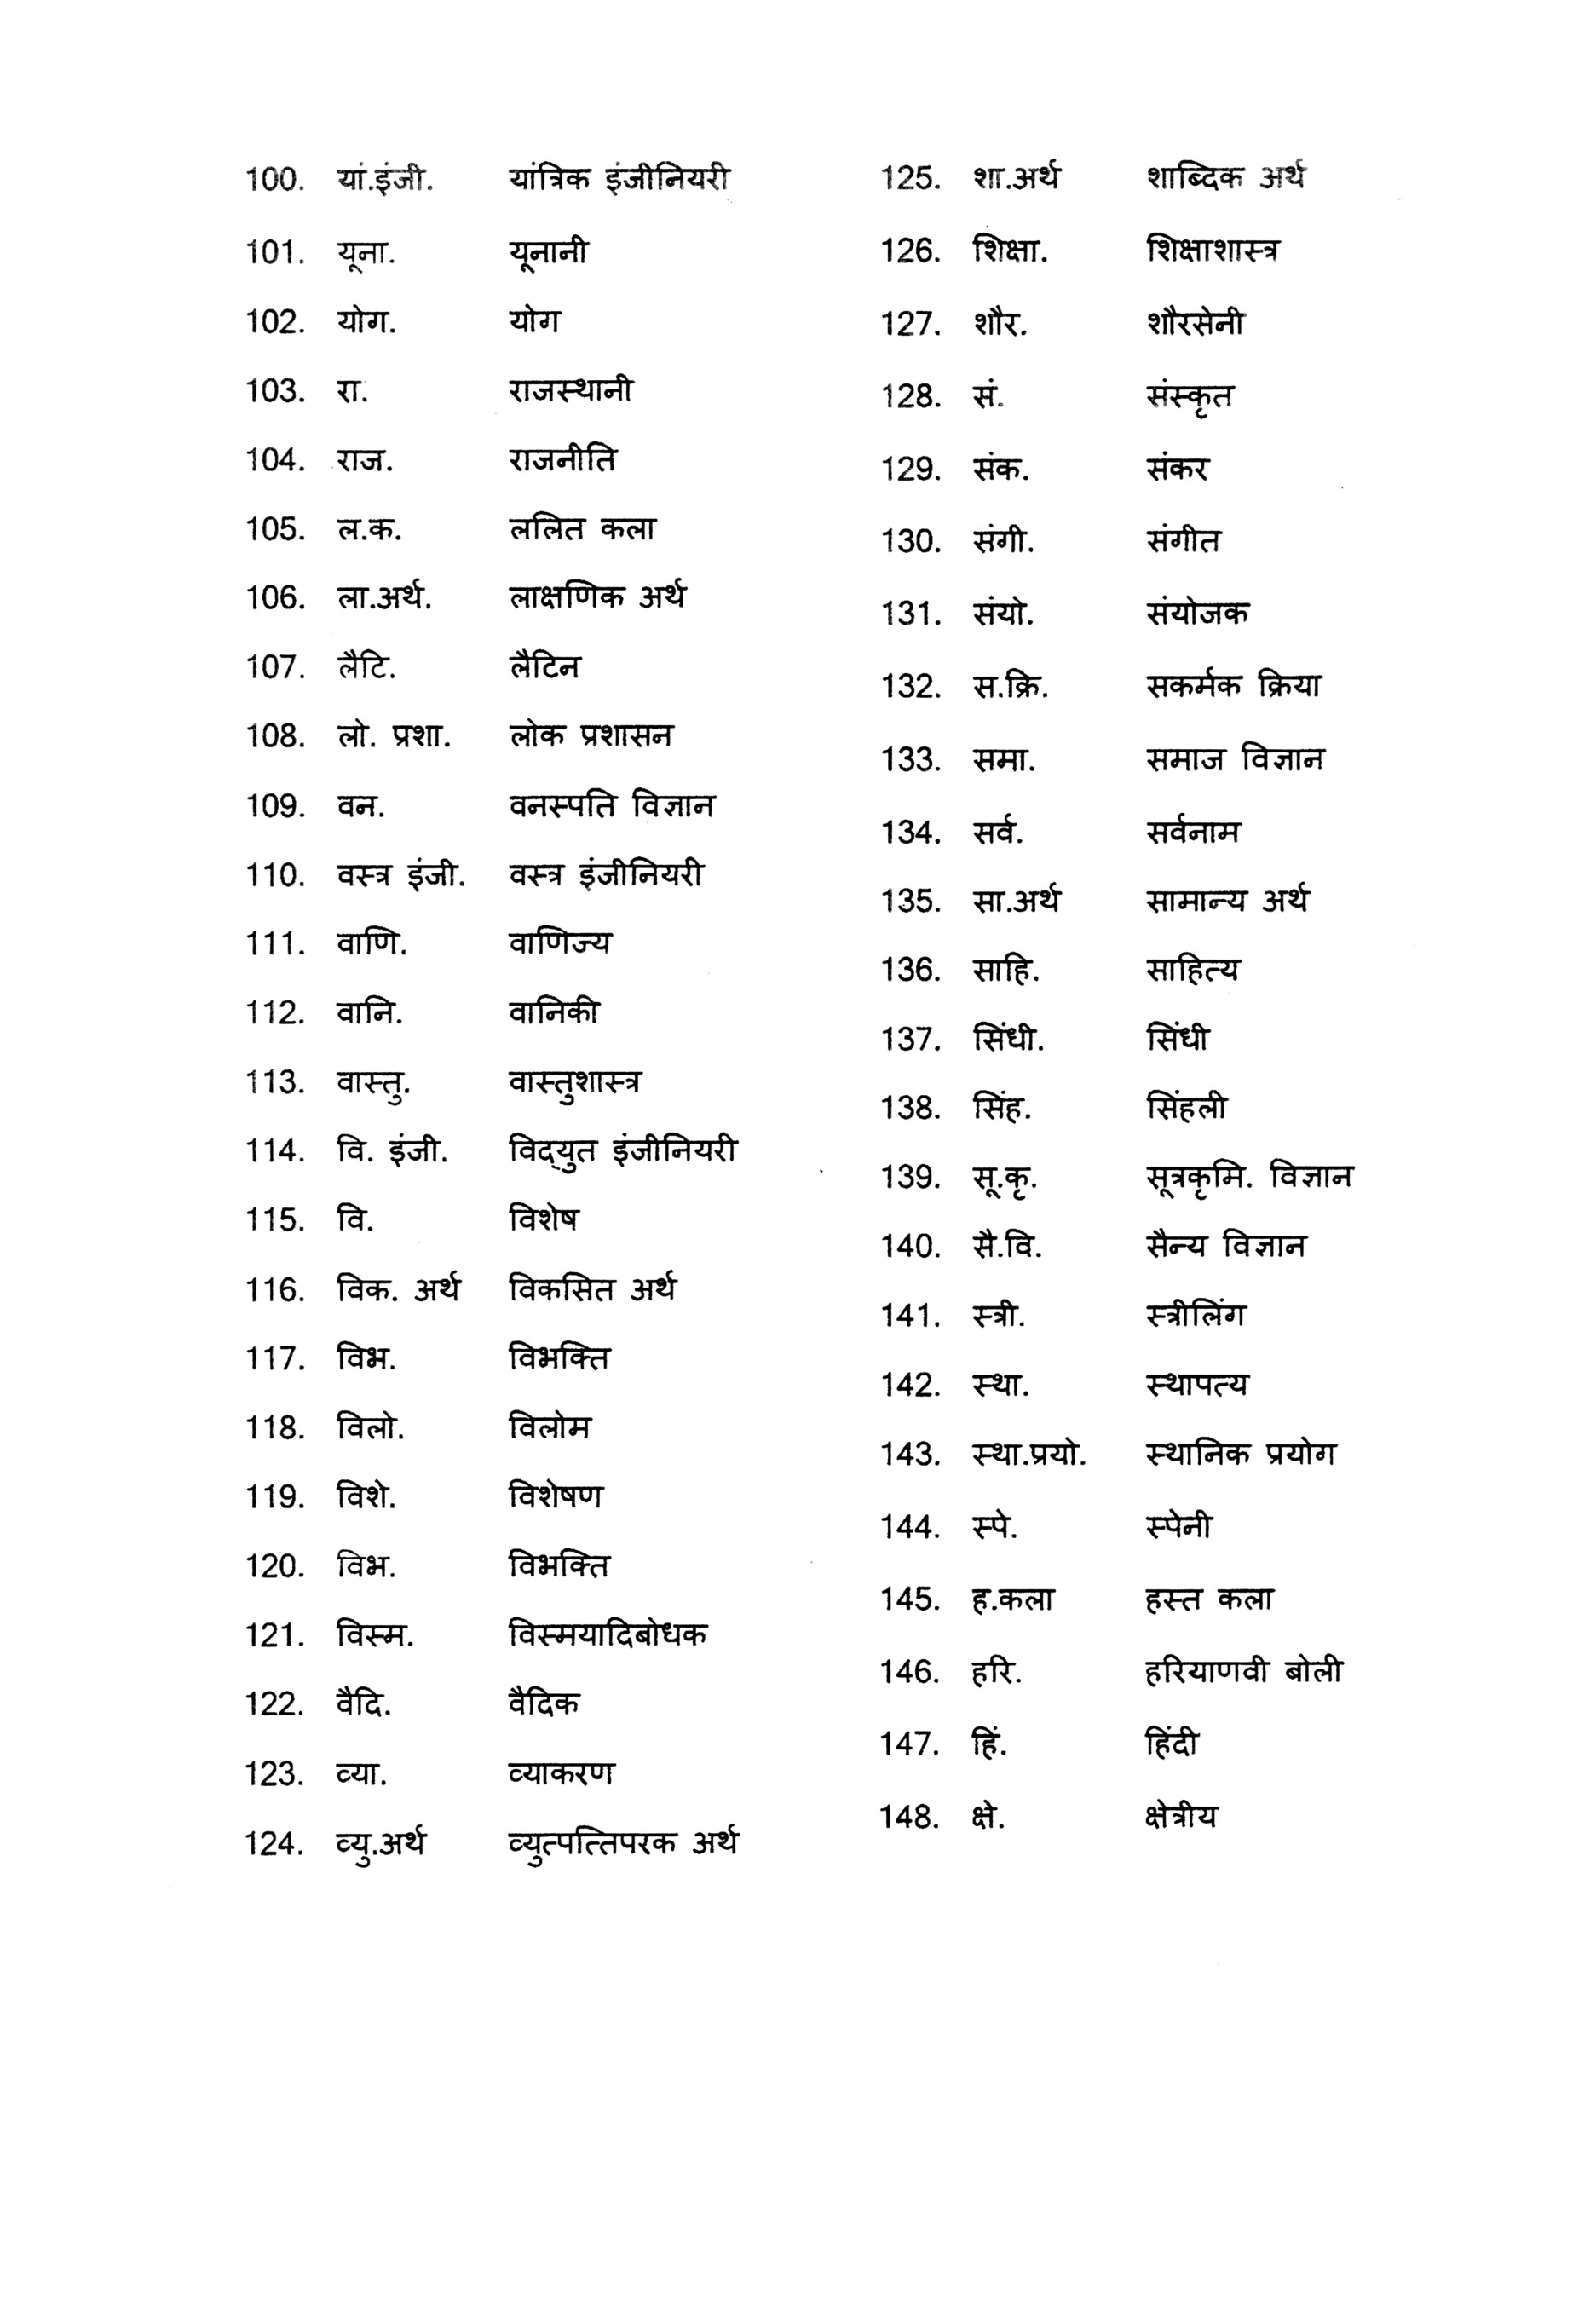 100. यां.इंजी. यांत्रिक इंजीनियरी
101. यूना. यूनानी
102. योग. योग
103. रा. राजस्थानी
104. राज. राजनीति
105. ल.क. ललित कला
106. ला.अर्थ. लाक्षणिक अर्थ
107. लैटि. लैटिन
108. लो. प्रशा. लोक प्रशासन
109. वन. वनस्पति विज्ञान
110. वस्त्र इंजी. वस्त्र इंजीनियरी
111. वाणि. वाणिज्य
112. वानि. वानिकी
113. वास्तु. वास्तुशास्त्र
114. वि. इंजी. विद्‌युत इंजीनियरी
115. वि. विशेष
116. विक. अर्थ विकसित अर्थ
117. विभ. विभक्ति
118. विलो. विलोम
119. विशे. विशेषण
120. विभ. विभक्ति
121. विस्म. विस्मयादिबोधक
122. वैदि. वैदिक
123. व्या. व्याकरण
124. व्यु.अर्थ व्युत्पत्तिपरक अर्थ
125. शा.अर्थ शाब्दिक अर्थ
126. शिक्षा. शिक्षाशास्त्र
127. शौर. शौरसेनी
128. सं. संस्कृत
129. संक. संकर
130. संगी. संगीत
131. संयो. संयोजक
132. स.क्रि. सकर्मक क्रिया
133. समा. समाज विज्ञान
134. सर्व. सर्वनाम
135. सा.अर्थ सामान्य अर्थ
136. साहि. साहित्य
137. सिंधी. सिंधी
138. सिंह. सिंहली
139. सू.कृ. सूत्रकृमि. विज्ञान
140. सै.वि. सैन्य विज्ञान
141. स्त्री. स्त्रीलिंग
142. स्था. स्थापत्य
143. स्था.प्रयो. स्थानिक प्रयोग
144. स्पे. स्पेनी
145. ह.कला हस्त कला
146. हरि. हरियाणवी बोली
147. हिं. हिंदी
148. क्षे. क्षेत्रीय